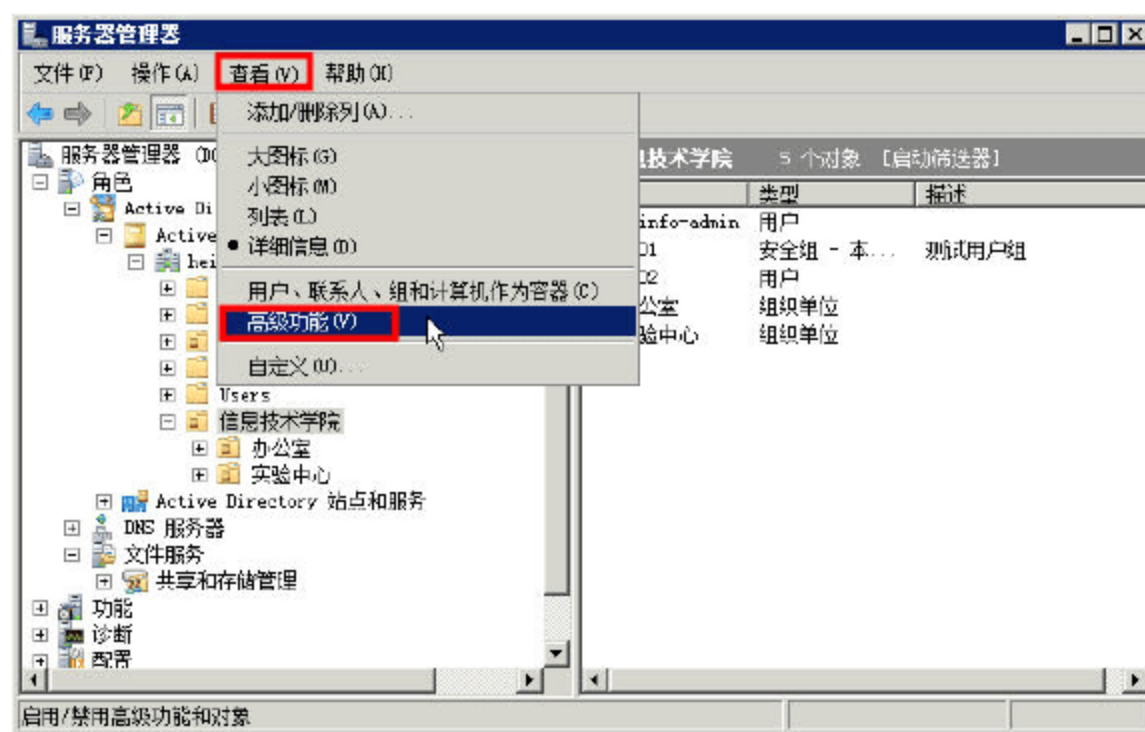 服务器管理器
文件(F) 操作(A) 查看(V) 帮助(H)
添加/删除列(A)...
大图标(G)
小图标(M)
列表(L)
详细信息(D)
用户、联系人、组和计算机作为容器(C)
高级功能(V)
自定义(U)...
服务器管理器 (DC
角色
Active Di
Active
hei
Users
信息技术学院
办公室
实验中心
Active Directory 站点和服务
DNS 服务器
文件服务
共享和存储管理
功能
诊断
配置
技术学院 5 个对象 [启动筛选器]
类型 描述
info-admin 用户
01 安全组 - 本... 测试用户组
02 用户
公室 组织单位
验中心 组织单位
启用/禁用高级功能和对象